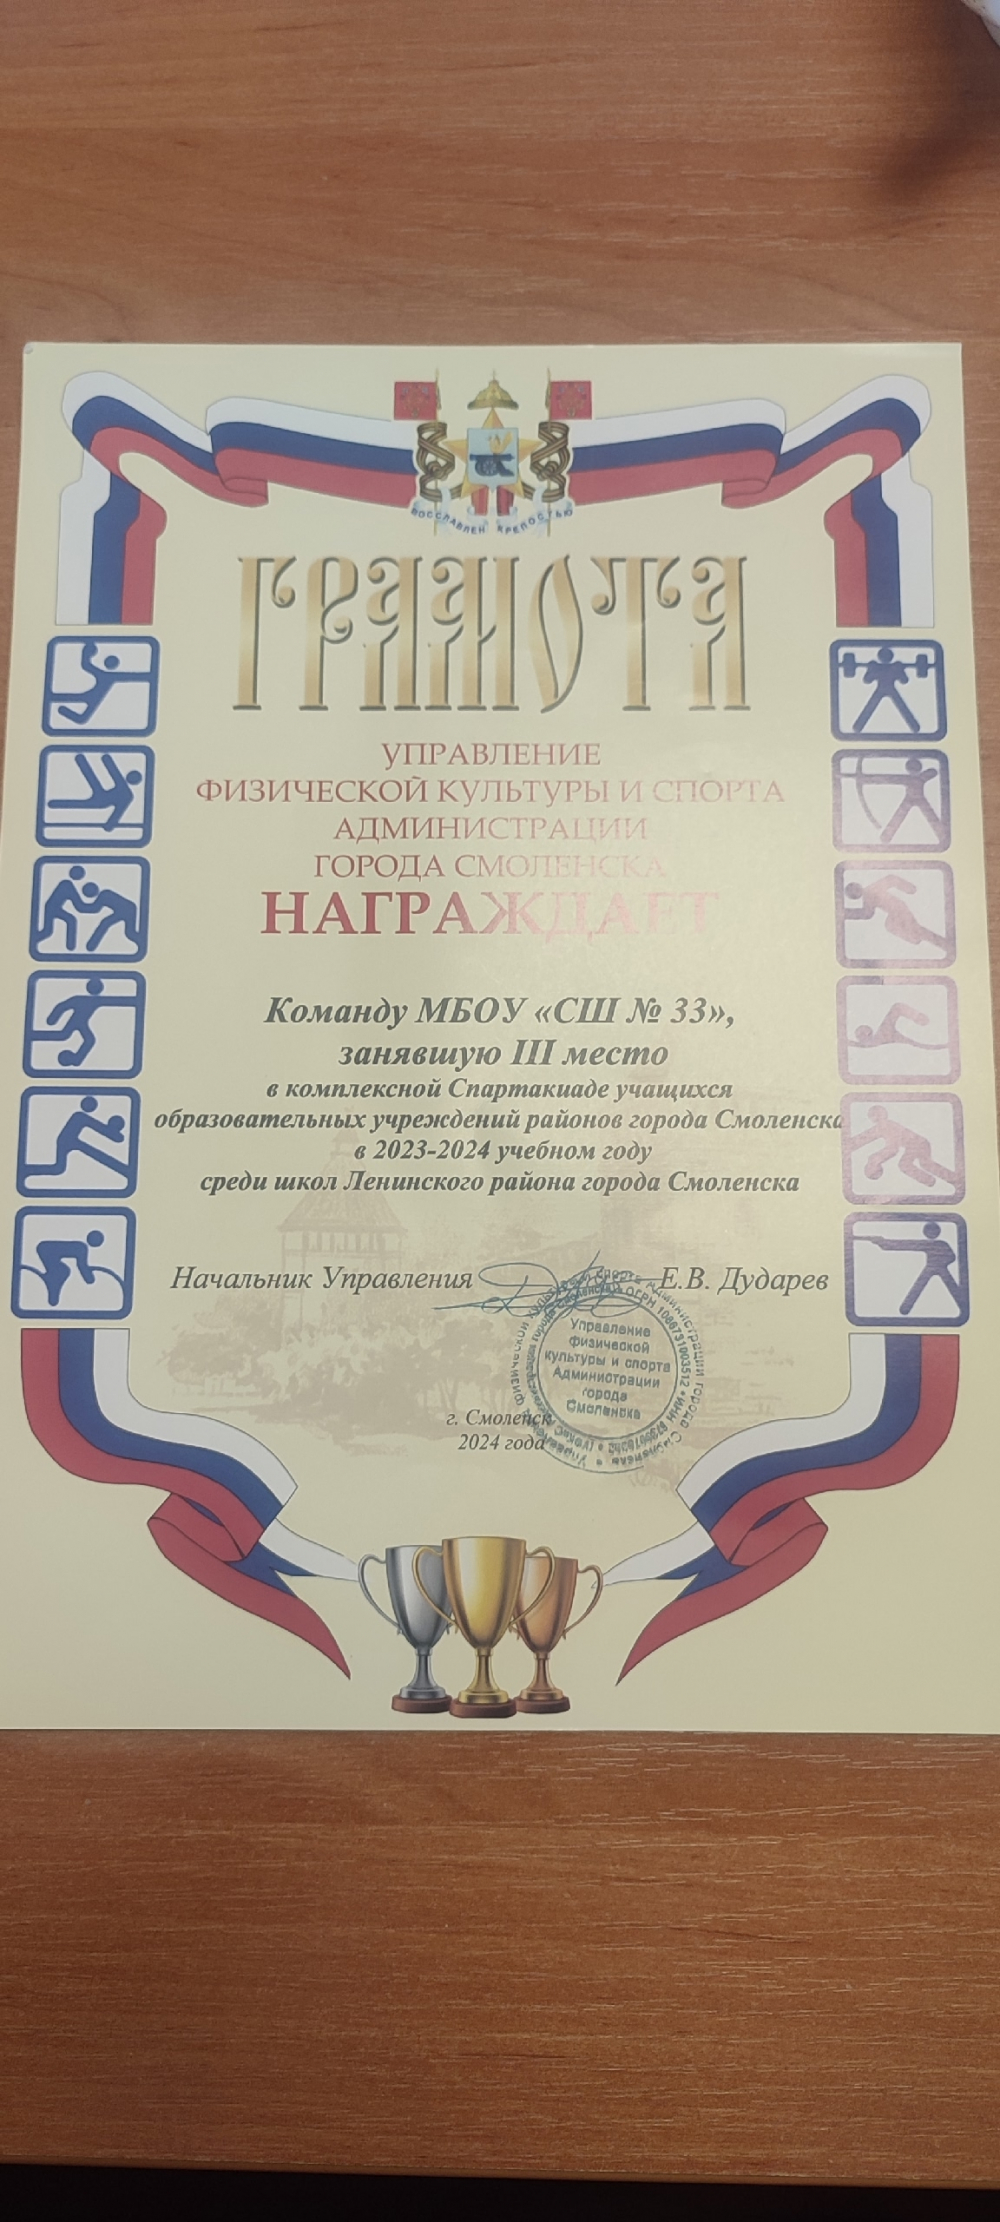 ВОССЛАВЛЕН КРЕПОСТЬЮ
ГРАМОТА
УПРАВЛЕНИЕ
ФИЗИЧЕСКОЙ КУЛЬТУРЫ И СПОРТА
АДМИНИСТРАЦИИ
ГОРОДА СМОЛЕНСКА
НАГРАЖДАЕТ
Команду МБОУ «СШ № 33»,
занявшую III место
в комплексной Спартакиаде учащихся
образовательных учреждений районов города Смоленска
в 2023-2024 учебном году
среди школ Ленинского района города Смоленска
Начальник Управления Е.В. Дударев
Управление
физической
культуры и спорта
Администрации
города
Смоленска
г. Смоленск
2024 года